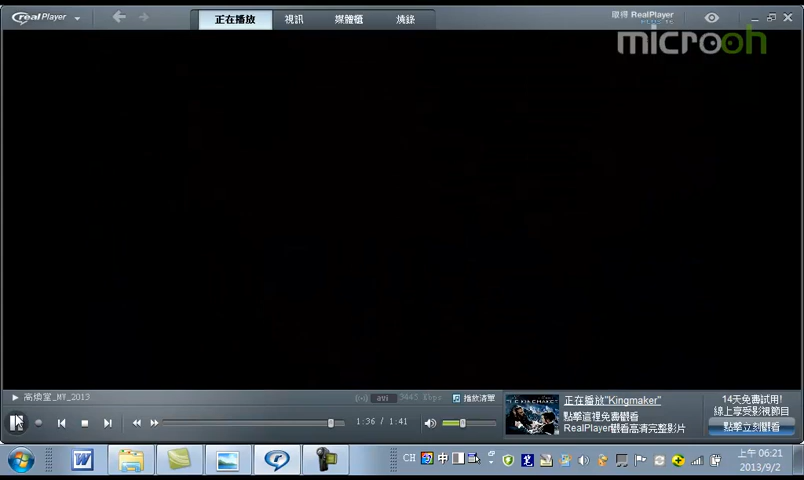 RealPlayer
正在播放
視訊
媒體櫃
燒錄
取得 RealPlayer
microoh
高煥堂_MV_2013
avi
3445 Kbps
播放清單
1:36 / 1:41
正在播放"Kingmaker"
點擊這裡免費觀看
RealPlayer觀看高清完整影片
14天免費試用!
線上享受影視節目
點擊立刻觀看
CH
中
上午 06:21
2013/9/2